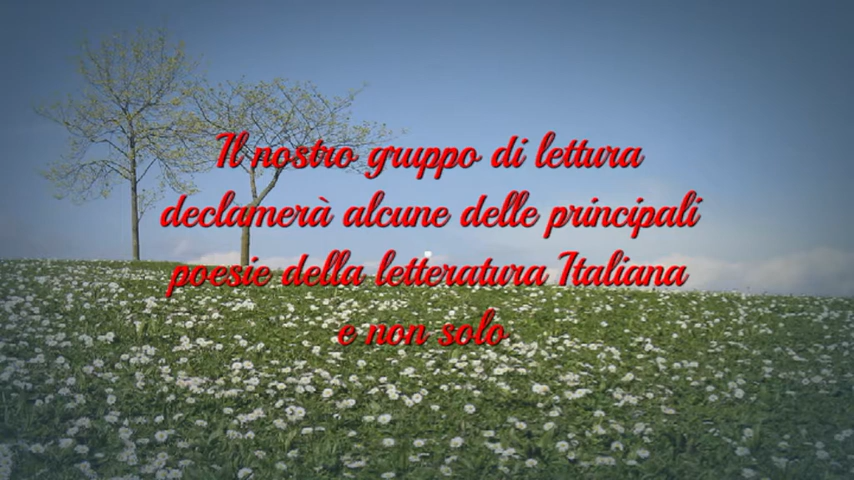 Il nostro gruppo di lettura
declamerà alcune delle principali
poesie della letteratura Italiana
e non solo